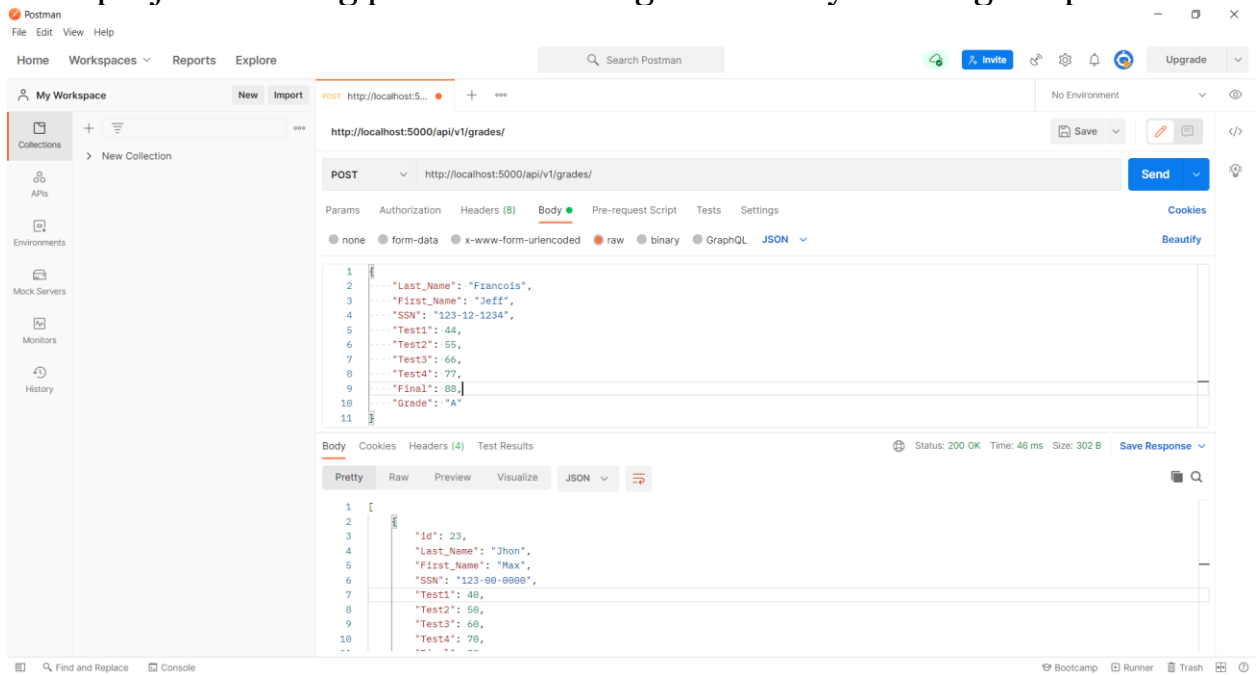 Postman
File Edit View Help
Home Workspaces Reports Explore Search Postman Invite Upgrade
My Workspace New Import POST http://localhost:5... No Environment
Collections
New Collection
APIs
Environments
Mock Servers
Monitors
History
http://localhost:5000/api/v1/grades/ Save
POST http://localhost:5000/api/v1/grades/ Send
Params Authorization Headers (8) Body Pre-request Script Tests Settings Cookies
none form-data x-www-form-urlencoded raw binary GraphQL JSON Beautify
1 {
2 "Last_Name": "Francois",
3 "First_Name": "Jeff",
4 "SSN": "123-12-1234",
5 "Test1": 44,
6 "Test2": 55,
7 "Test3": 66,
8 "Test4": 77,
9 "Final": 88,
10 "Grade": "A"
11 }
Body Cookies Headers (4) Test Results Status: 200 OK Time: 46 ms Size: 302 B Save Response
Pretty Raw Preview Visualize JSON
1 [
2 {
3 "id": 23,
4 "Last_Name": "Jhon",
5 "First_Name": "Max",
6 "SSN": "123-00-0000",
7 "Test1": 40,
8 "Test2": 50,
9 "Test3": 60,
10 "Test4": 70,
Find and Replace Console Bootcamp Runner Trash